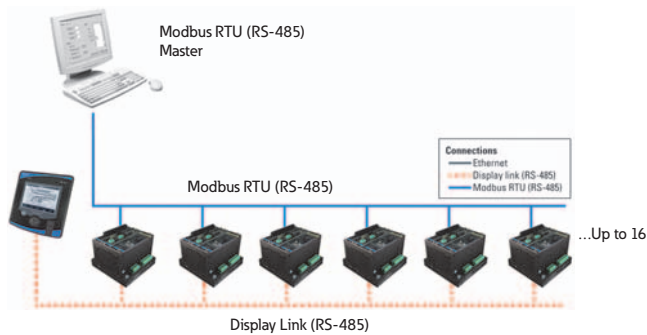 Modbus RTU (RS-485)
Master
Connections
Ethernet
Display link (RS-485)
Modbus RTU (RS-485)
Modbus RTU (RS-485)
...Up to 16
Display Link (RS-485)